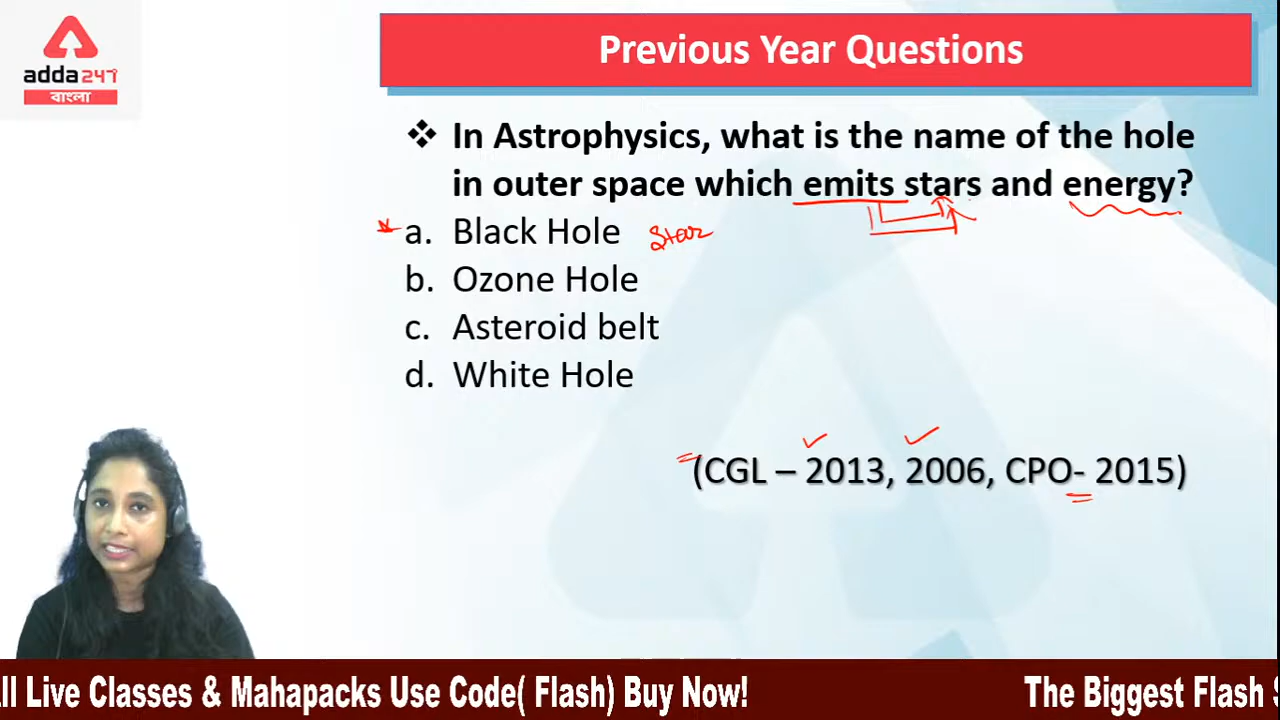 adda247
বাংলা
Previous Year Questions
❖ In Astrophysics, what is the name of the hole
in outer space which emits stars and energy?
a. Black Hole star
b. Ozone Hole
c. Asteroid belt
d. White Hole
(CGL – 2013, 2006, CPO- 2015)
ll Live Classes & Mahapacks Use Code( Flash) Buy Now! The Biggest Flash S